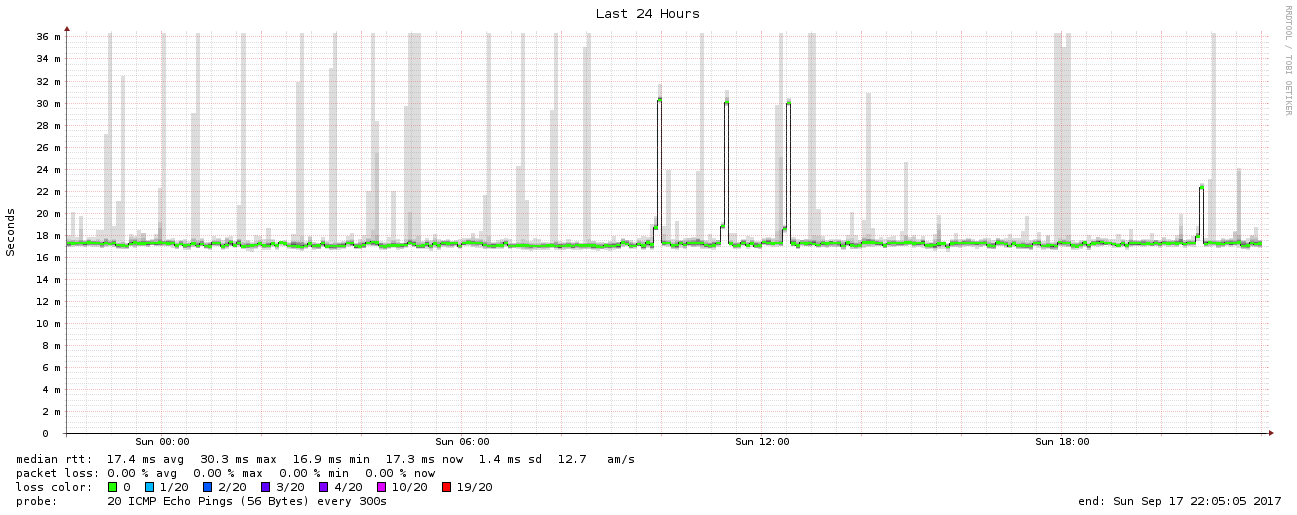 Last 24 Hours
RRDTOOL / TOBI OETIKER
Seconds
36 m
34 m
32 m
30 m
28 m
26 m
24 m
22 m
20 m
18 m
16 m
14 m
12 m
10 m
8 m
6 m
4 m
2 m
0
Sun 00:00 Sun 06:00 Sun 12:00 Sun 18:00
median rtt: 17.4 ms avg 30.3 ms max 16.9 ms min 17.3 ms now 1.4 ms sd 12.7 am/s
packet loss: 0.00 % avg 0.00 % max 0.00 % min 0.00 % now
loss color: 0 1/20 2/20 3/20 4/20 10/20 19/20
probe: 20 ICMP Echo Pings (56 Bytes) every 300s end: Sun Sep 17 22:05:05 2017